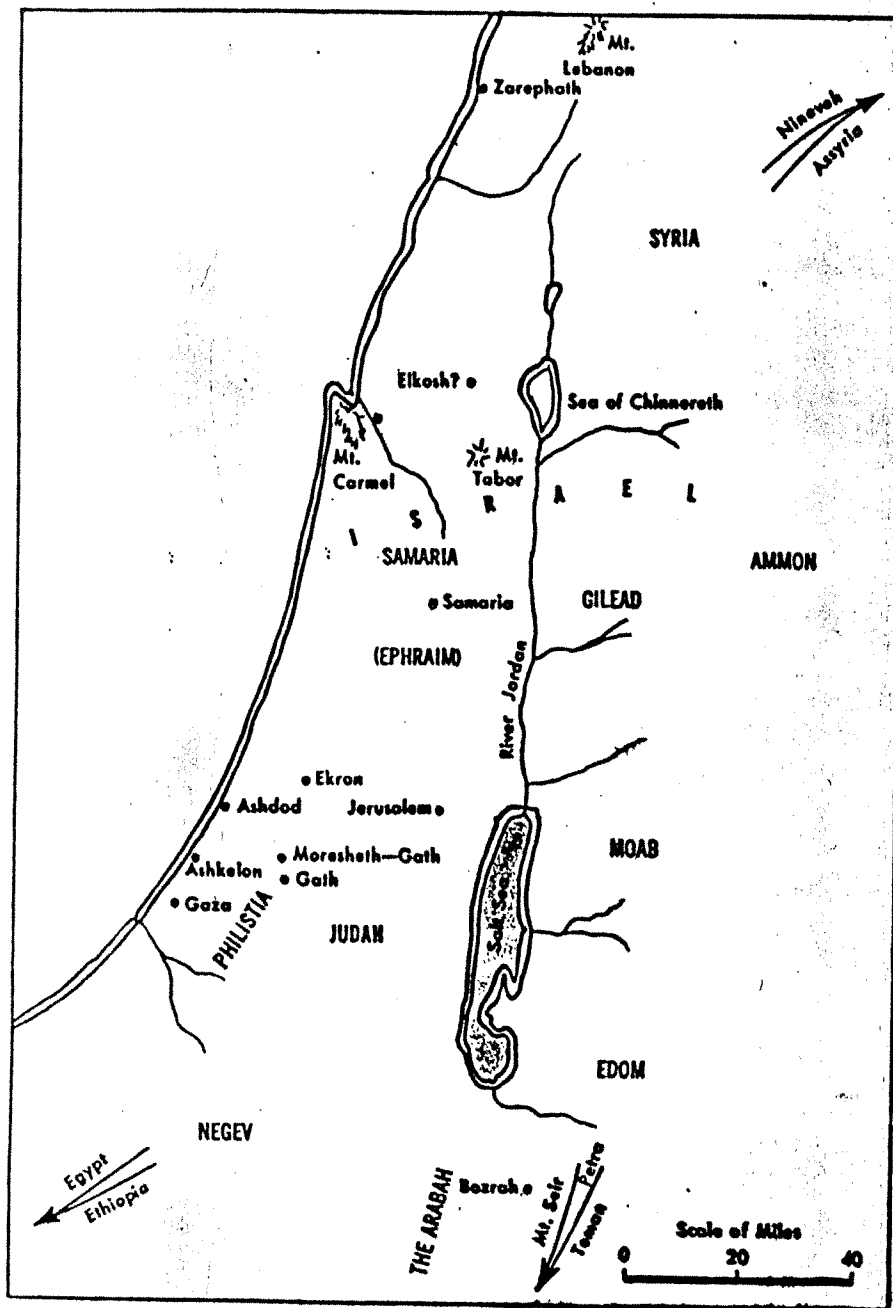 Mt.
Lebanon
Zarephath
Nineveh
Assyria
SYRIA
Elkosh?
Sea of Chinnereth
Mt.
Carmel
Mt.
Tabor
I S R A E L
SAMARIA
AMMON
Samaria
GILEAD
(EPHRAIM)
River Jordan
Ekron
Ashdod
Jerusalem
Moresheth-Gath
Ashkelon
Gath
Gaza
PHILISTIA
JUDAH
Salt Sea
MOAB
EDOM
NEGEV
Egypt
Ethiopia
THE ARABAH
Bozrah
Mt. Seir
Petra
Teman
Scale of Miles
0 20 40